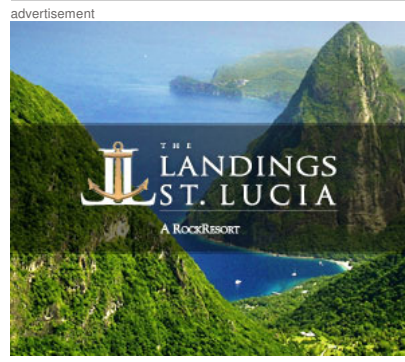 advertisement
THE
LANDINGS
ST. LUCIA
A ROCKRESORT